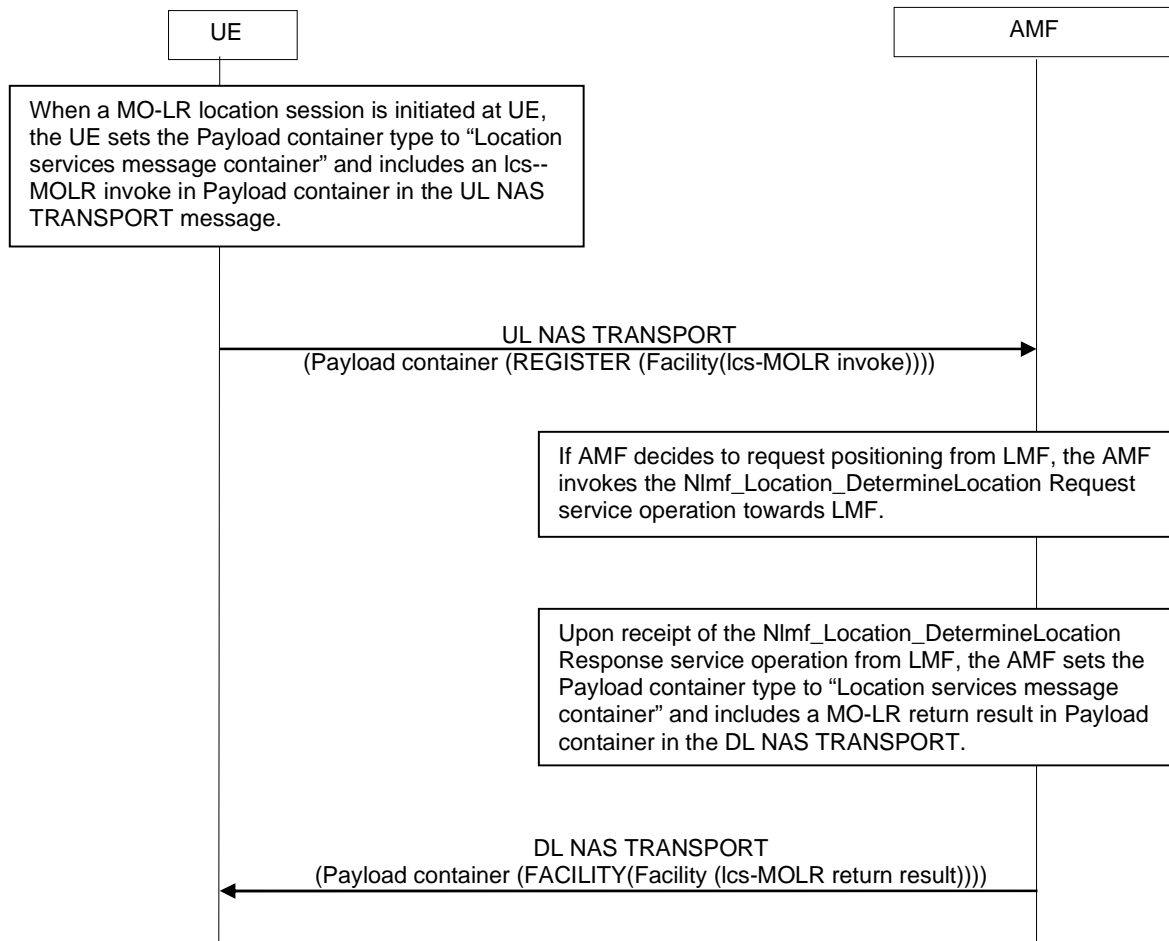 UE
AMF
When a MO-LR location session is initiated at UE,
the UE sets the Payload container type to “Location
services message container” and includes an lcs--
MOLR invoke in Payload container in the UL NAS
TRANSPORT message.
UL NAS TRANSPORT
(Payload container (REGISTER (Facility(lcs-MOLR invoke))))
If AMF decides to request positioning from LMF, the AMF
invokes the Nlmf_Location_DetermineLocation Request
service operation towards LMF.
Upon receipt of the Nlmf_Location_DetermineLocation
Response service operation from LMF, the AMF sets the
Payload container type to “Location services message
container” and includes a MO-LR return result in Payload
container in the DL NAS TRANSPORT.
DL NAS TRANSPORT
(Payload container (FACILITY(Facility (lcs-MOLR return result))))